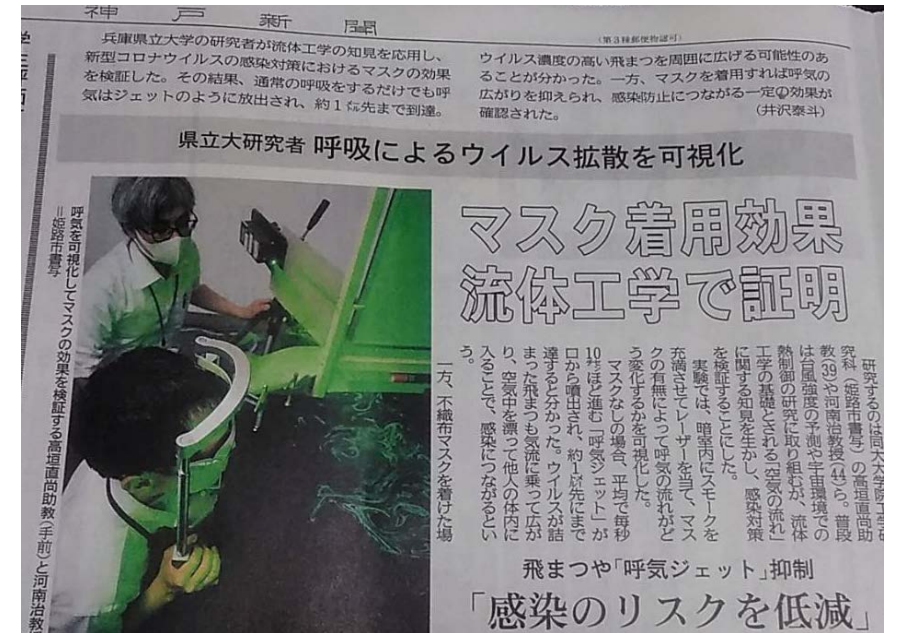 神戸新聞
(第3種郵便物認可)
兵庫県立大学の研究者が流体工学の知見を応用し、
新型コロナウイルスの感染対策におけるマスクの効果
を検証した。その結果、通常の呼吸をするだけでも呼
気はジェットのように放出され、約1㍍先まで到達。
ウイルス濃度の高い飛まつを周囲に広げる可能性のあ
ることが分かった。一方、マスクを着用すれば呼気の
広がりを抑えられ、感染防止につながる一定の効果が
確認された。
(井沢泰斗)
県立大研究者 呼吸によるウイルス拡散を可視化
マスク着用効果
流体工学で証明
研究するのは同大大学院工学研
究科(姫路市書写)の高垣直尚助
教(39)や河南治教授(44)ら。普段
は台風強度の予測や宇宙環境での
熱制御の研究に取り組むが、流体
工学の基礎とされる「空気の流れ」
に関する知見を生かし、感染対策
を検証することにした。
実験では、暗室内にスモークを
充満させてレーザーを当て、マス
クの有無によって呼気の流れがど
う変化するかを可視化した。
マスクなしの場合、平均で毎秒
10㌢ほど進む「呼気ジェット」が
口から噴出され、約1㍍先にまで
達すると分かった。ウイルスが詰
まった飛まつも気流に乗って広が
り、空気中を漂って他人の体内に
入ることで、感染につながるとい
う。
一方、不織布マスクを着けた場
飛まつや「呼気ジェット」抑制
「感染のリスクを低減」
呼気を可視化してマスクの効果を検証する高垣直尚助教(手前)と河南治教
=姫路市書写